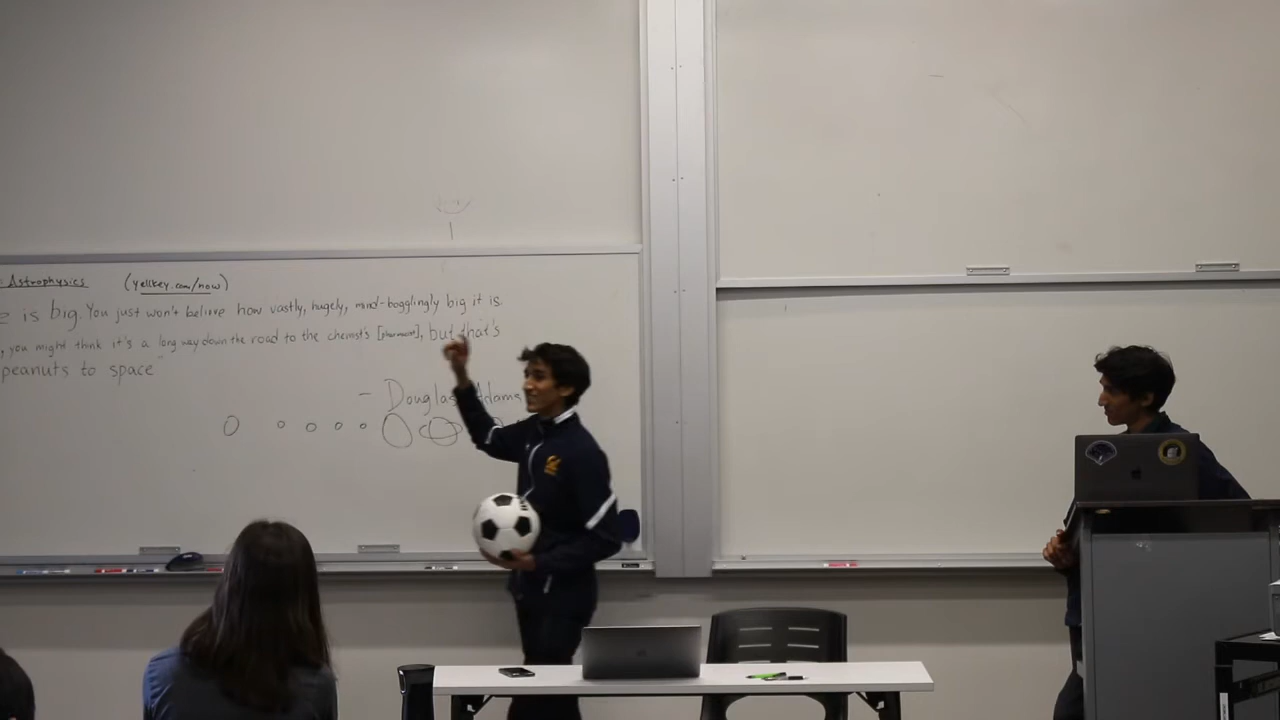 Astrophysics (yellkey.com/now)
e is big. You just won't believe how vastly, hugely, mind-bogglingly big it is.
, you might think it's a long way down the road to the chemist's [pharmacist], but that's
peanuts to space"
- Douglas Adams